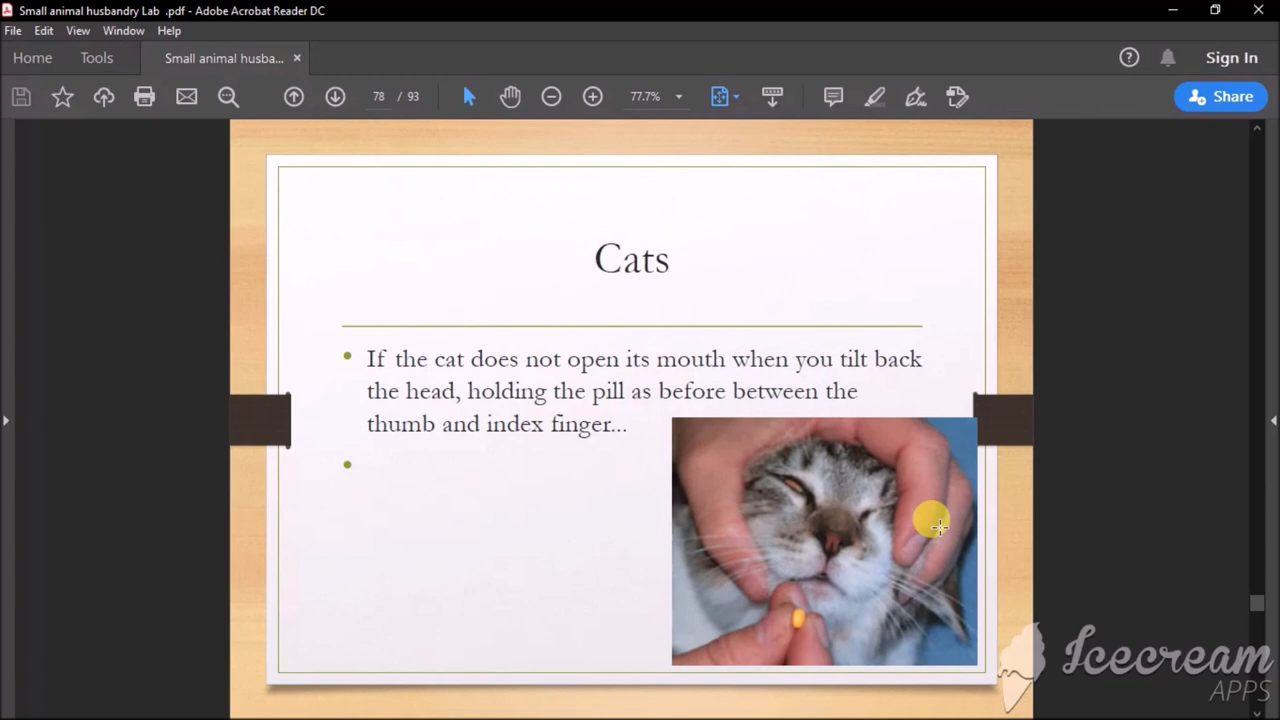 Small animal husbandry Lab .pdf - Adobe Acrobat Reader DC
File Edit View Window Help
Home Tools Small animal husba... × Sign In
78 / 93 77.7% Share
Cats
• If the cat does not open its mouth when you tilt back
the head, holding the pill as before between the
thumb and index finger...
•
Icecream
APPS